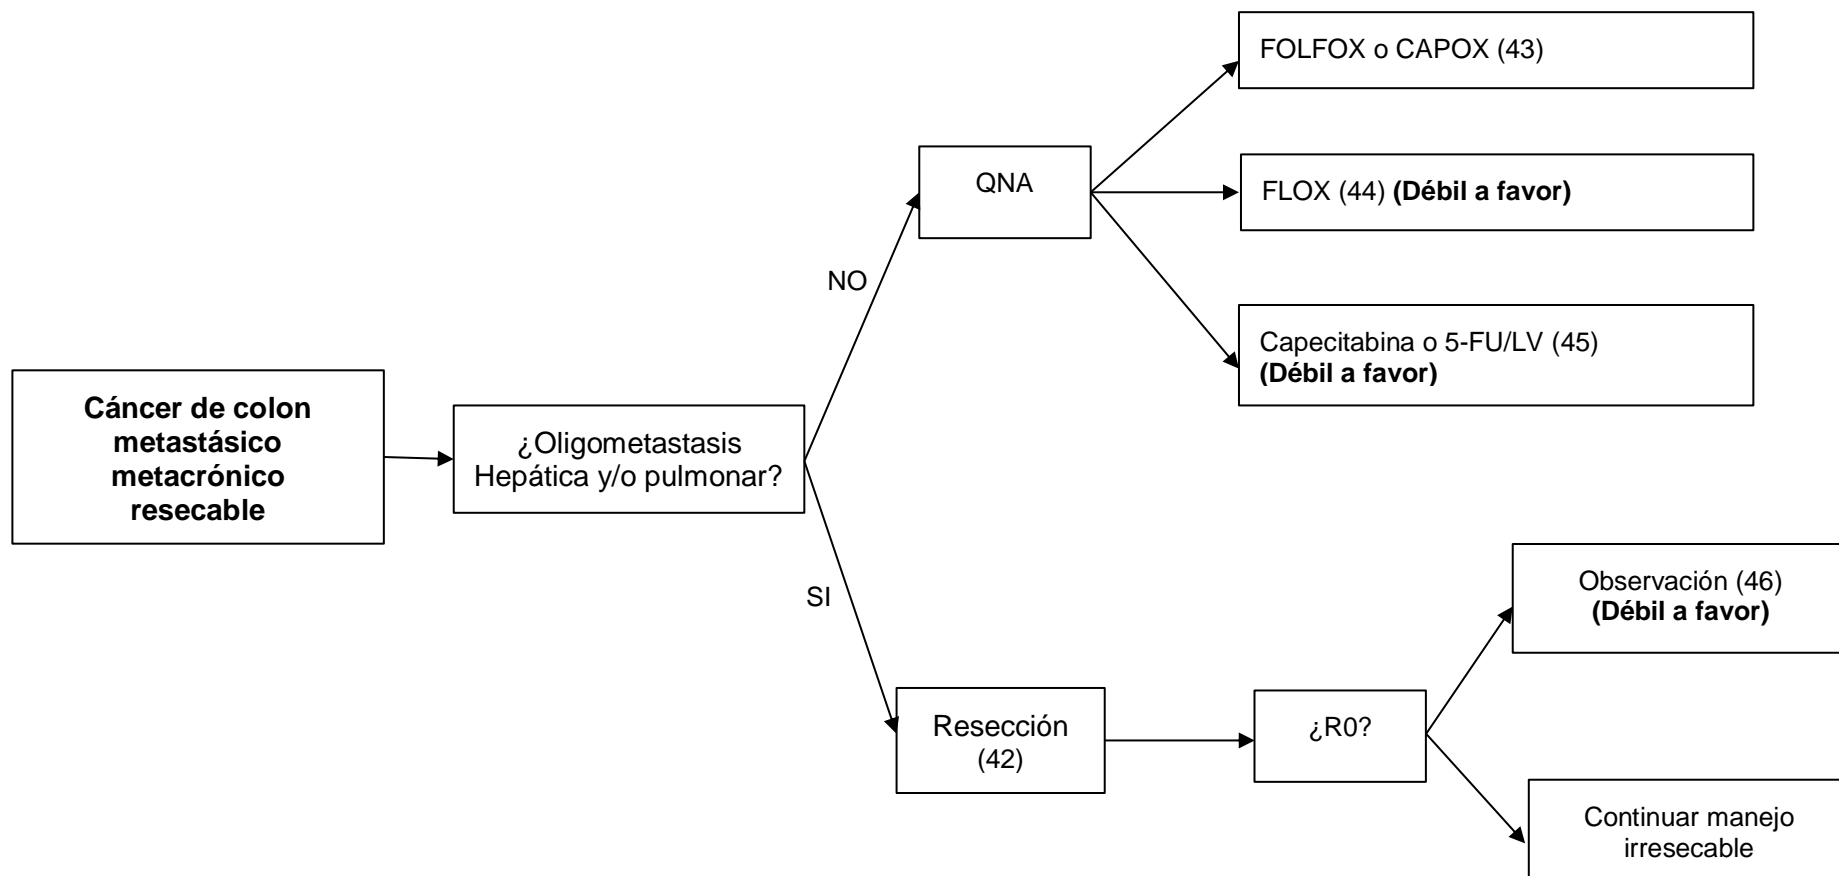 Cáncer de colon
metastásico
metacrónico
resecable
¿Oligometastasis
Hepática y/o pulmonar?
NO
QNA
FOLFOX o CAPOX (43)
FLOX (44) (Débil a favor)
Capecitabina o 5-FU/LV (45)
(Débil a favor)
SI
Resección
(42)
¿R0?
Observación (46)
(Débil a favor)
Continuar manejo
irresecable